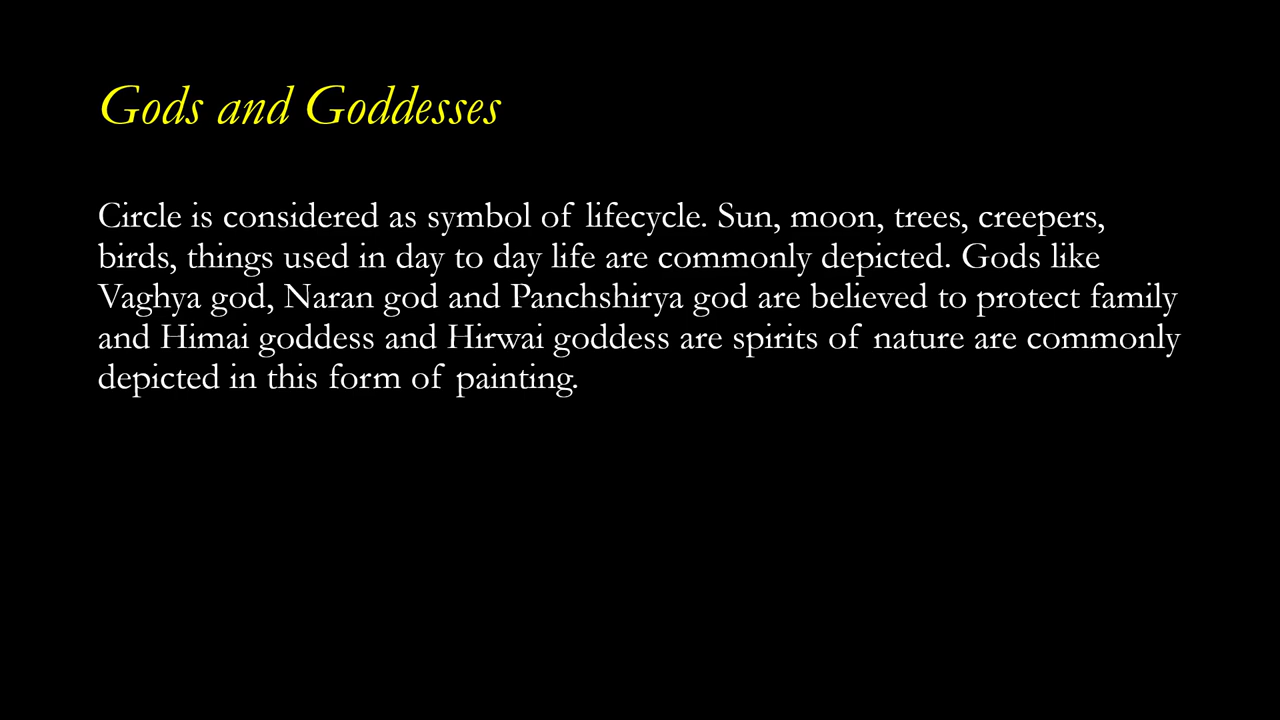 Gods and Goddesses
Circle is considered as symbol of lifecycle. Sun, moon, trees, creepers,
birds, things used in day to day life are commonly depicted. Gods like
Vaghya god, Naran god and Panchshirya god are believed to protect family
and Himai goddess and Hirwai goddess are spirits of nature are commonly
depicted in this form of painting.